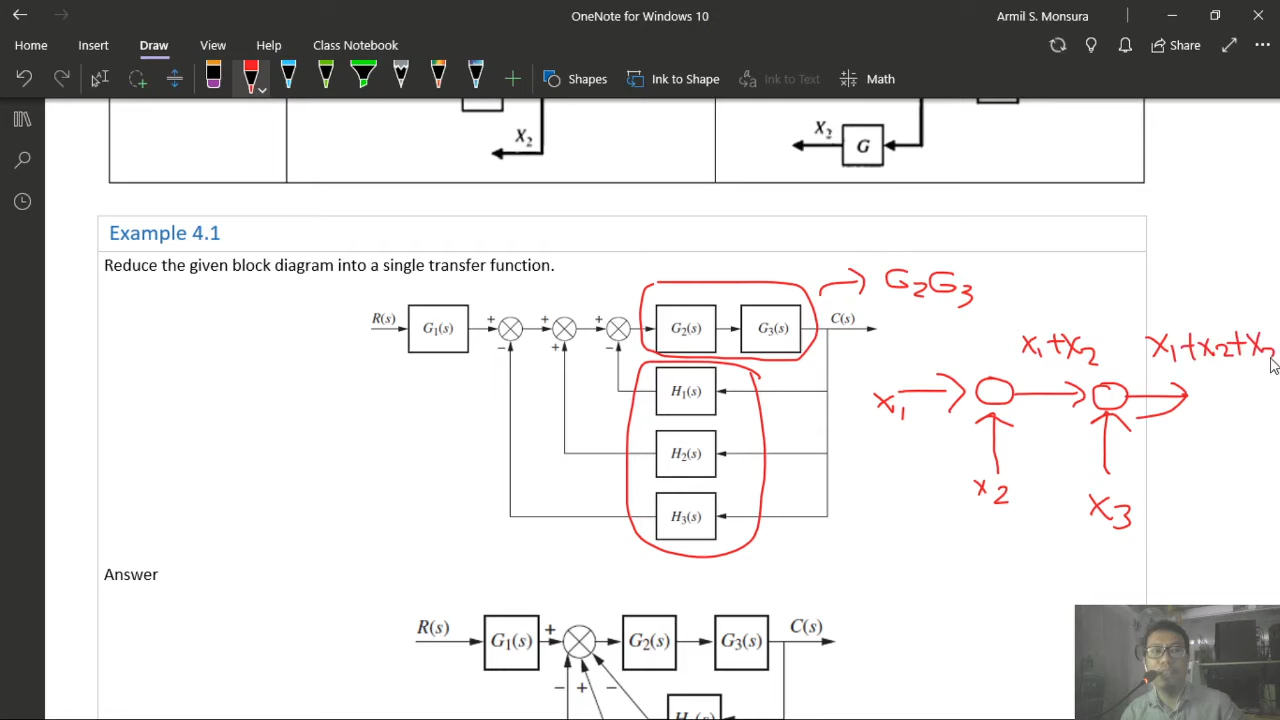 OneNote for Windows 10
Armil S. Monsura
Home Insert Draw View Help Class Notebook
Share
Shapes Ink to Shape Ink to Text Math
X₂
X₂ G
Example 4.1
Reduce the given block diagram into a single transfer function.
G₂G₃
R(s) G₁(s) + − + + + − G₂(s) G₃(s) C(s)
x₁+x₂ x₁+x₂+x₃
H₁(s)
x₁
H₂(s)
x₂ x₃
H₃(s)
Answer
R(s) G₁(s) + G₂(s) G₃(s) C(s)
− + −